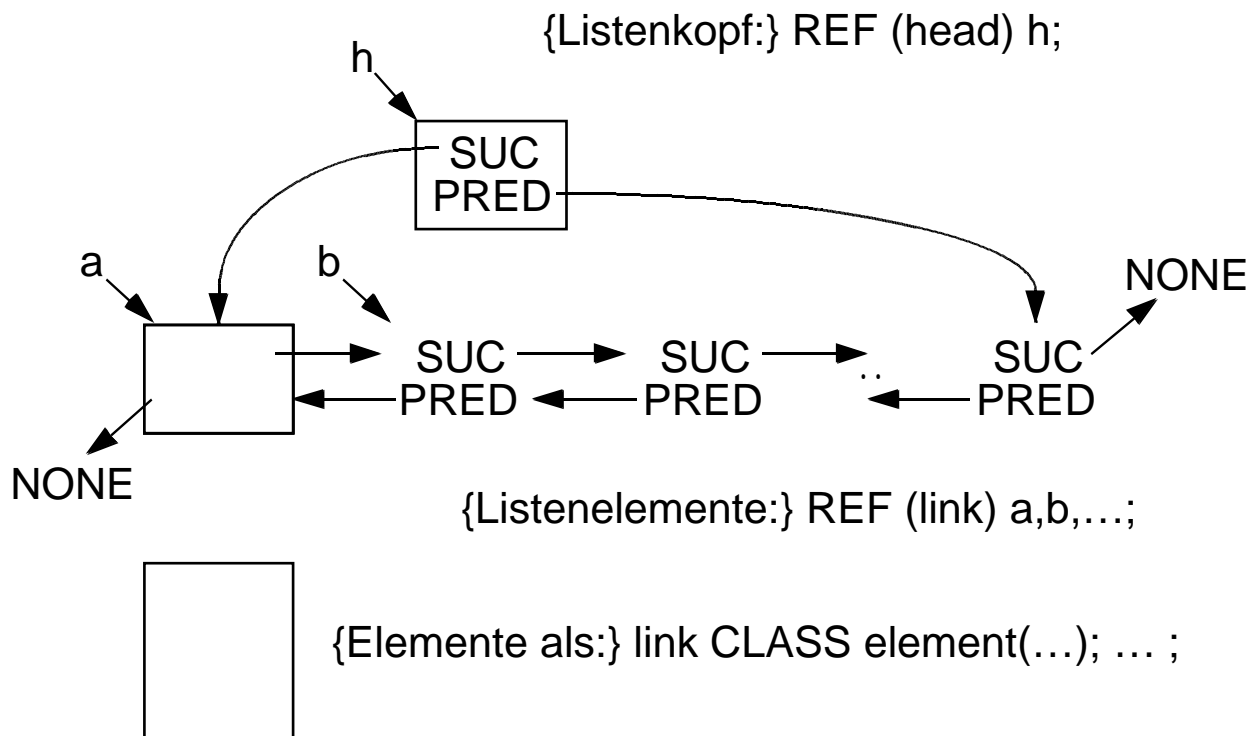 {Listenkopf:} REF (head) h;
h
SUC
PRED
a
b
NONE
SUC SUC .. SUC
PRED PRED PRED
NONE
{Listenelemente:} REF (link) a,b,…;
{Elemente als:} link CLASS element(…); … ;